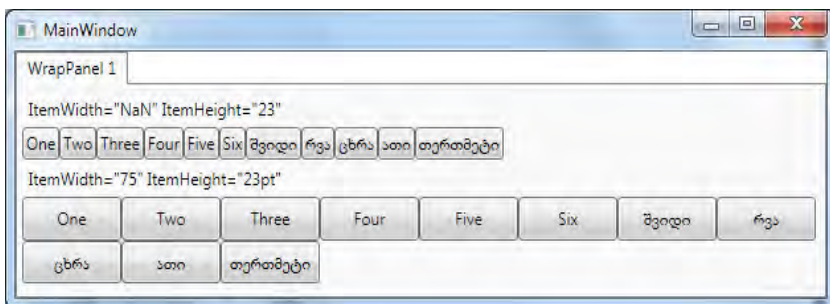 MainWindow
WrapPanel 1
ItemWidth="NaN" ItemHeight="23"
One Two Three Four Five Six შვიდი რვა ცხრა ათი თერთმეტი
ItemWidth="75" ItemHeight="23pt"
One Two Three Four Five Six შვიდი რვა
ცხრა ათი თერთმეტი